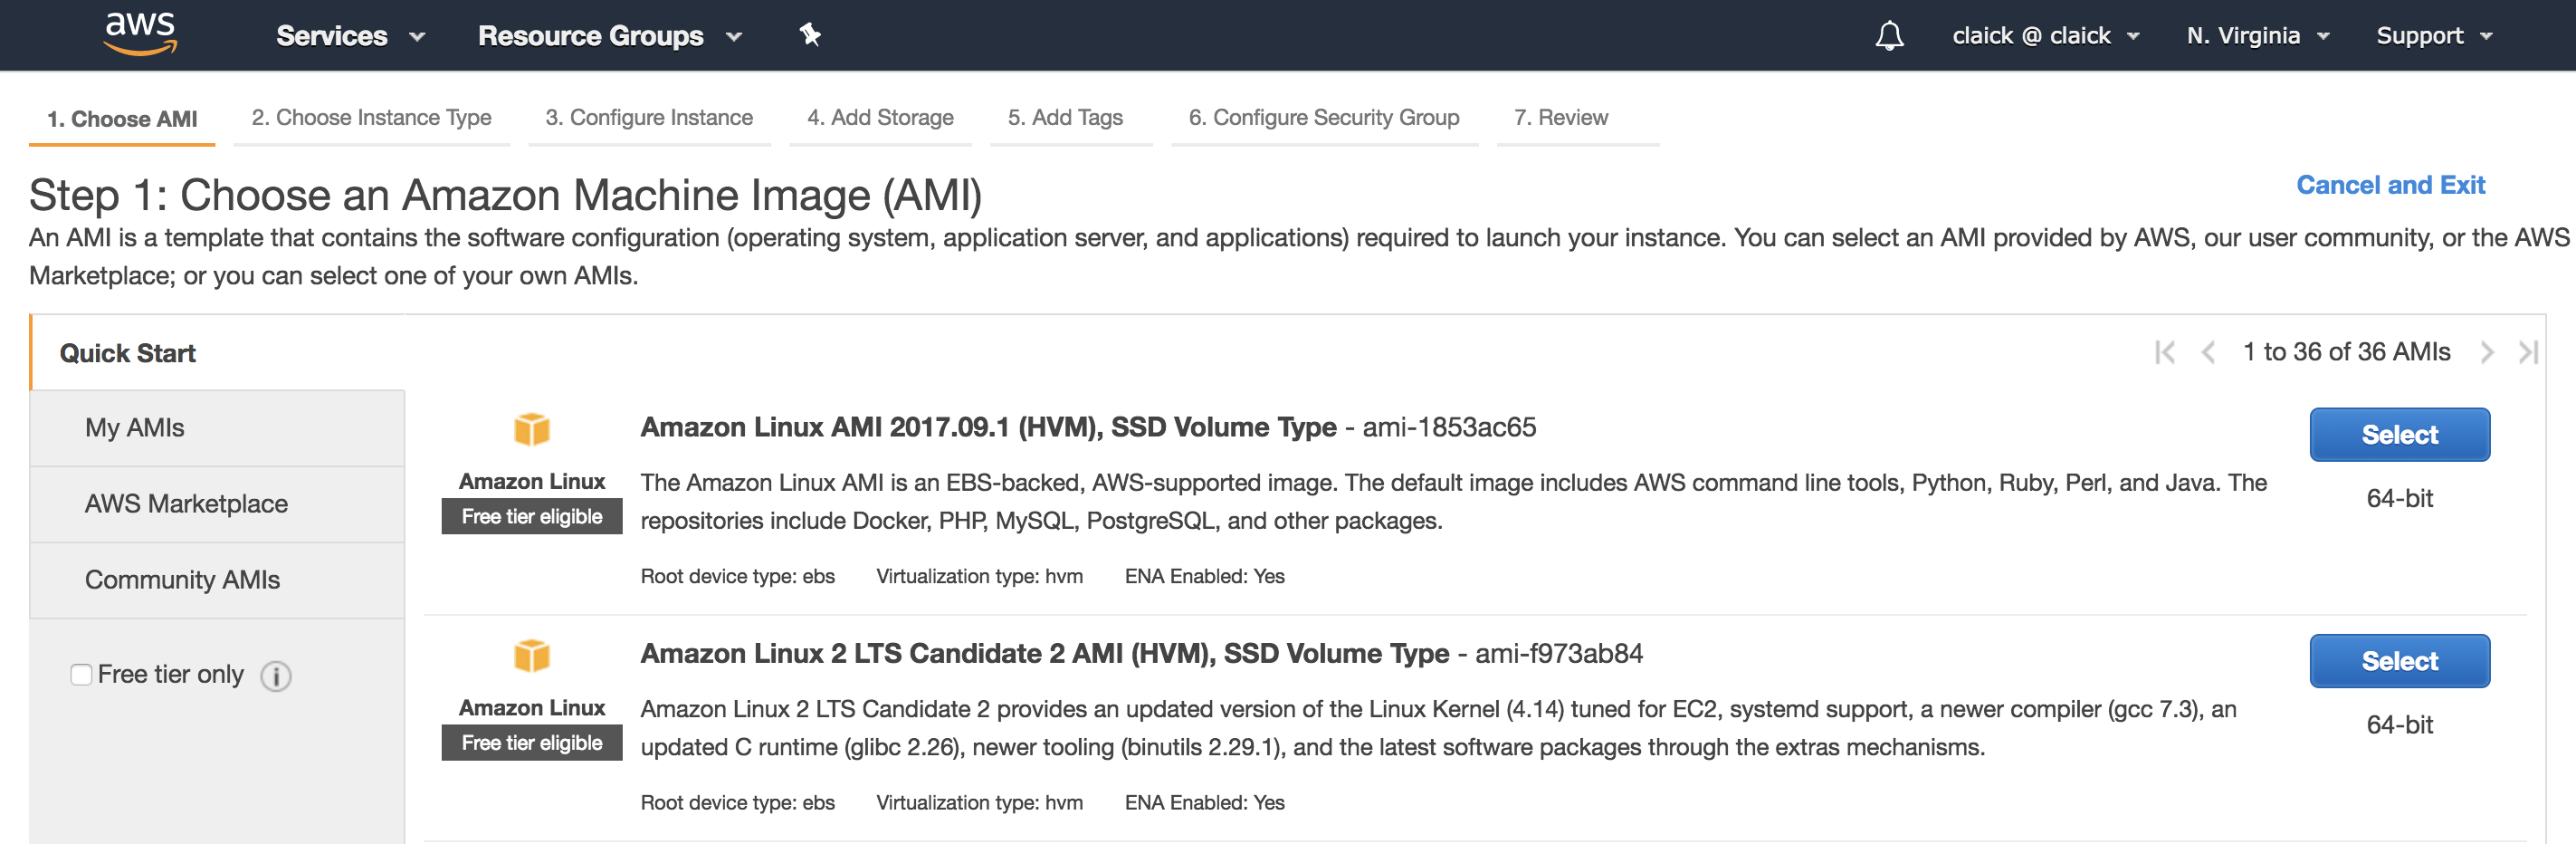 aws Services Resource Groups claick @ claick N. Virginia Support
1. Choose AMI 2. Choose Instance Type 3. Configure Instance 4. Add Storage 5. Add Tags 6. Configure Security Group 7. Review
Step 1: Choose an Amazon Machine Image (AMI)
Cancel and Exit
An AMI is a template that contains the software configuration (operating system, application server, and applications) required to launch your instance. You can select an AMI provided by AWS, our user community, or the AWS
Marketplace; or you can select one of your own AMIs.
Quick Start
My AMIs
AWS Marketplace
Community AMIs
Free tier only
1 to 36 of 36 AMIs
Amazon Linux
Free tier eligible
Amazon Linux AMI 2017.09.1 (HVM), SSD Volume Type - ami-1853ac65
The Amazon Linux AMI is an EBS-backed, AWS-supported image. The default image includes AWS command line tools, Python, Ruby, Perl, and Java. The
repositories include Docker, PHP, MySQL, PostgreSQL, and other packages.
Root device type: ebs Virtualization type: hvm ENA Enabled: Yes
Select
64-bit
Amazon Linux
Free tier eligible
Amazon Linux 2 LTS Candidate 2 AMI (HVM), SSD Volume Type - ami-f973ab84
Amazon Linux 2 LTS Candidate 2 provides an updated version of the Linux Kernel (4.14) tuned for EC2, systemd support, a newer compiler (gcc 7.3), an
updated C runtime (glibc 2.26), newer tooling (binutils 2.29.1), and the latest software packages through the extras mechanisms.
Root device type: ebs Virtualization type: hvm ENA Enabled: Yes
Select
64-bit